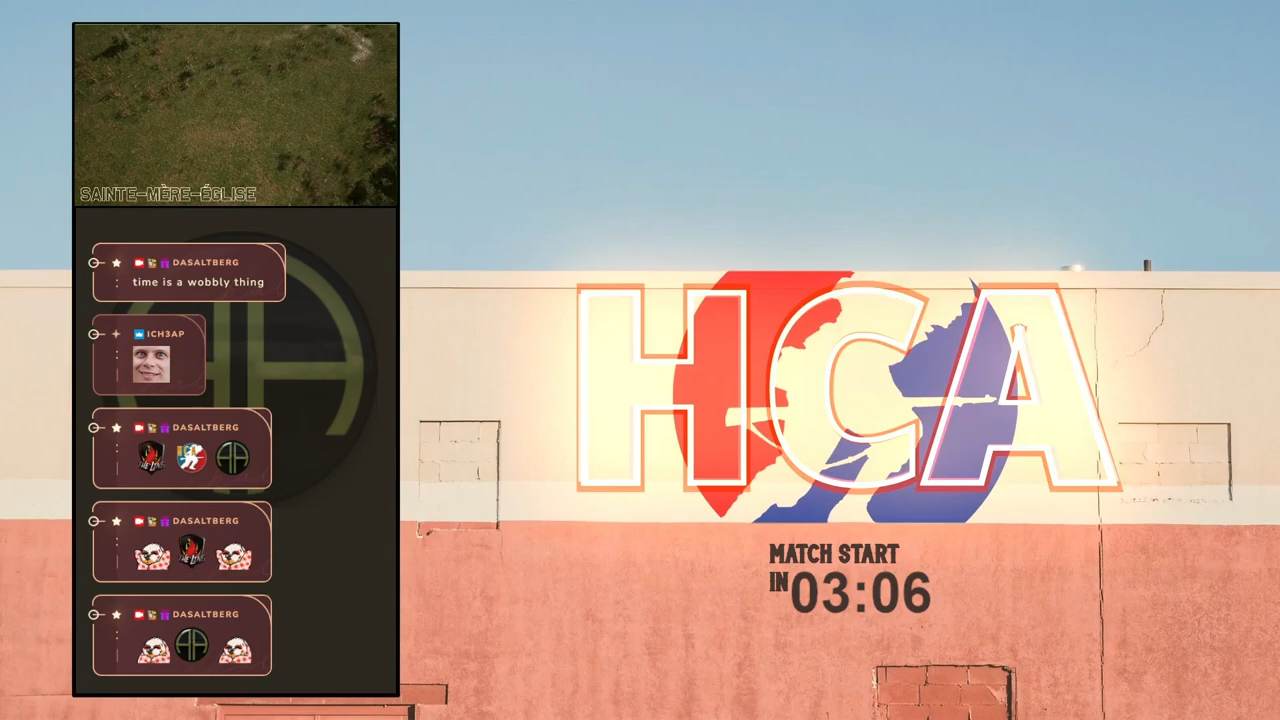 SAINTE-MÈRE-ÉGLISE
DASALTBERG
time is a wobbly thing
ICH3AP
DASALTBERG
DASALTBERG
DASALTBERG
HCA
MATCH START
IN 03:06